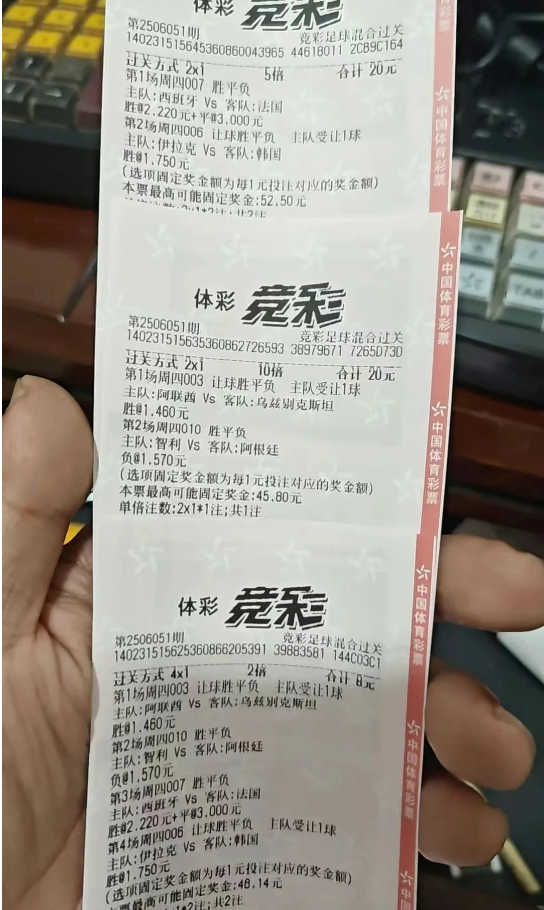 体彩 竞彩
第2506051期 竞彩足球混合过关
140231515645360860043965 44618011 2CB9C164
过关方式 2x1 5倍 合计 20元
第1场周四007 胜平负
主队:西班牙 Vs 客队:法国
胜@2.220元+平@3.000元
第2场周四006 让球胜平负 主队受让1球
主队:伊拉克 Vs 客队:韩国
胜@1.750元
(选项固定奖金额为每1元投注对应的奖金额)
本票最高可能固定奖金:52.50元
中国体育彩票
体彩 竞彩
第2506051期 竞彩足球混合过关
140231515635360862726593 38979671 7265D73D
过关方式 2x1 10倍 合计 20元
第1场周四003 让球胜平负 主队受让1球
主队:阿联酋 Vs 客队:乌兹别克斯坦
胜@1.460元
第2场周四010 胜平负
主队:智利 Vs 客队:阿根廷
负@1.570元
(选项固定奖金额为每1元投注对应的奖金额)
本票最高可能固定奖金:45.80元
单倍注数:2x1*1注;共1注
中国体育彩票
中国体育彩票
体彩 竞彩
第2506051期 竞彩足球混合过关
140231515625360866205391 39883581 144C03C1
过关方式 4x1 2倍 合计 8元
第1场周四003 让球胜平负 主队受让1球
主队:阿联酋 Vs 客队:乌兹别克斯坦
胜@1.460元
第2场周四010 胜平负
主队:智利 Vs 客队:阿根廷
负@1.570元
第3场周四007 胜平负
主队:西班牙 Vs 客队:法国
胜@2.220元+平@3.000元
第4场周四006 让球胜平负 主队受让1球
主队:伊拉克 Vs 客队:韩国
胜@1.750元
(选项固定奖金额为每1元投注对应的奖金额)
本票最高可能固定奖金:48.14元
中国体育彩票
中国体育彩票